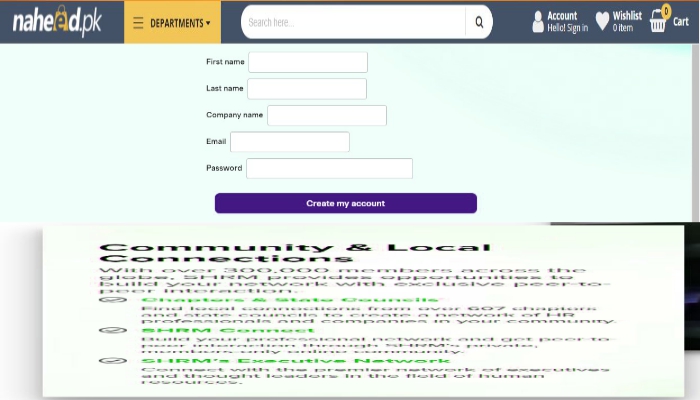 naheed.pk
DEPARTMENTS
Search here...
Account
Hello! Sign in
Wishlist
0 item
0
Cart
First name
Last name
Company name
Email
Password
Create my account
Community & Local
Connections
With over 300,000 members across the
globe, SHRM provides opportunities to
build your network with exclusive peer-to-
peer interaction.
Chapters & State Councils
Find local connections from over 607 chapters
and state councils to create a network of HR
professionals and companies in your community.
SHRM Connect
Build your professional network and get peer-to-
peer interaction through SHRM's private,
members-only online community.
SHRM's Executive Network
Connect with the premier network of executives
and thought leaders in the field of human
resources.